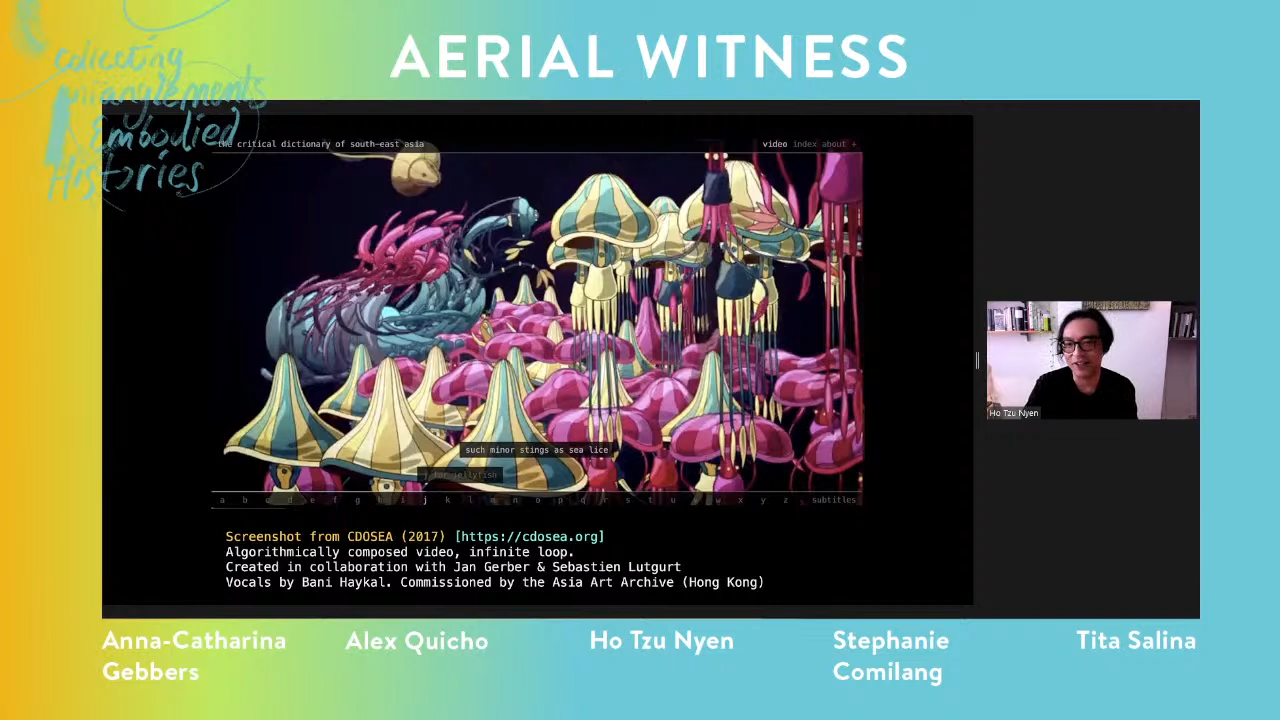 AERIAL WITNESS
Collecting
Entanglements
Embodied
Histories
the critical dictionary of south-east asia
video index about +
such minor stings as sea lice
j for jellyfish
a b c d e f g h i j k l m n o p q r s t u v w x y z subtitles
Screenshot from CDOSEA (2017) [https://cdosea.org]
Algorithmically composed video, infinite loop.
Created in collaboration with Jan Gerber & Sebastien Lutgurt
Vocals by Bani Haykal. Commissioned by the Asia Art Archive (Hong Kong)
Ho Tzu Nyen
Anna-Catharina
Gebbers
Alex Quicho
Ho Tzu Nyen
Stephanie
Comilang
Tita Salina